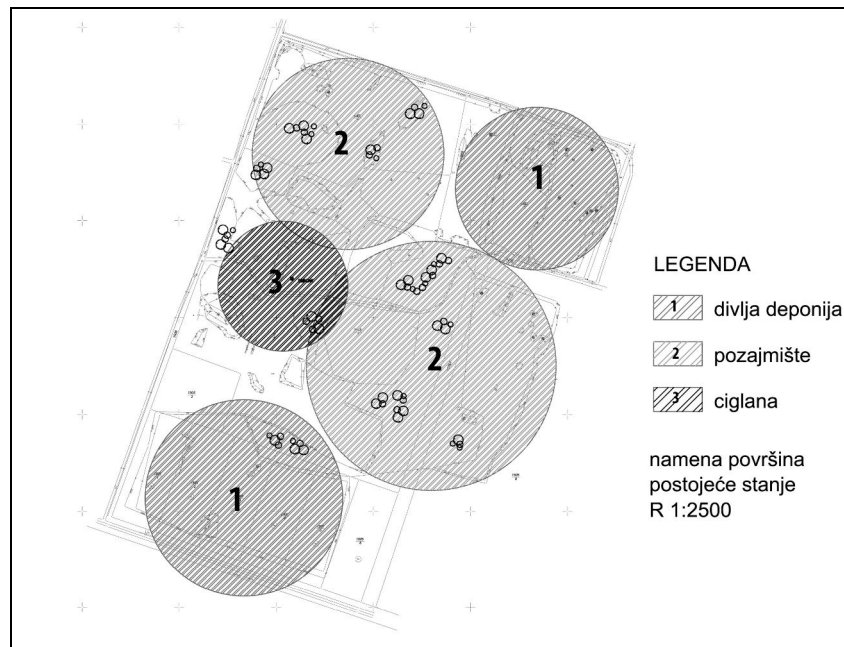 2
1
3
2
1
LEGENDA
1 divlja deponija
2 pozajmište
3 ciglana
namena površina
postojeće stanje
R 1:2500